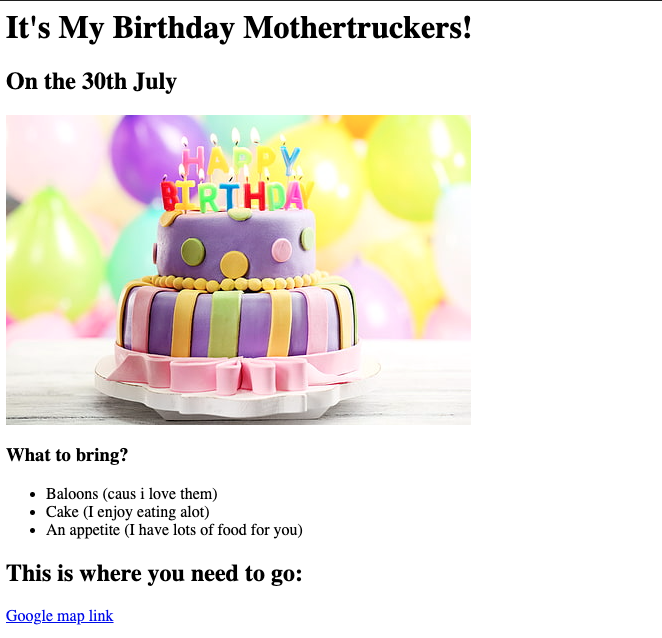 It's My Birthday Mothertruckers!
On the 30th July
HAPPY
BIRTHDAY
What to bring?
Baloons (caus i love them)
Cake (I enjoy eating alot)
An appetite (I have lots of food for you)
This is where you need to go:
Google map link